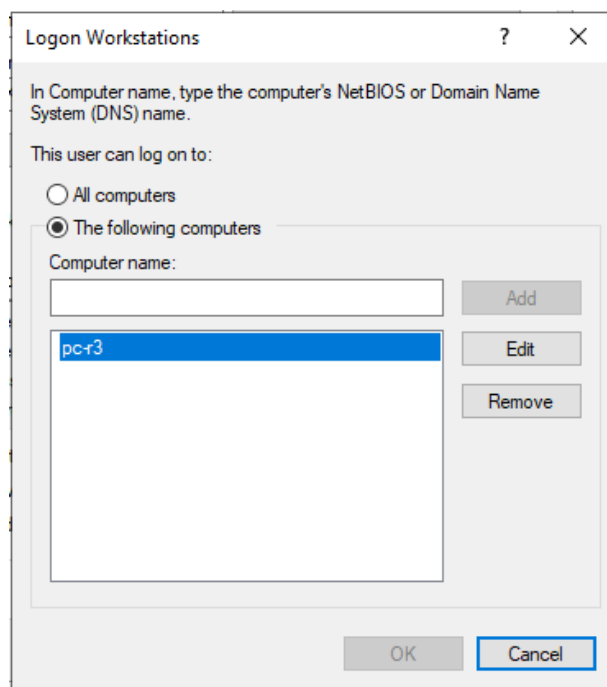 Logon Workstations
In Computer name, type the computer's NetBIOS or Domain Name
System (DNS) name.
This user can log on to:
All computers
The following computers
Computer name:
Add
pc-r3
Edit
Remove
OK
Cancel